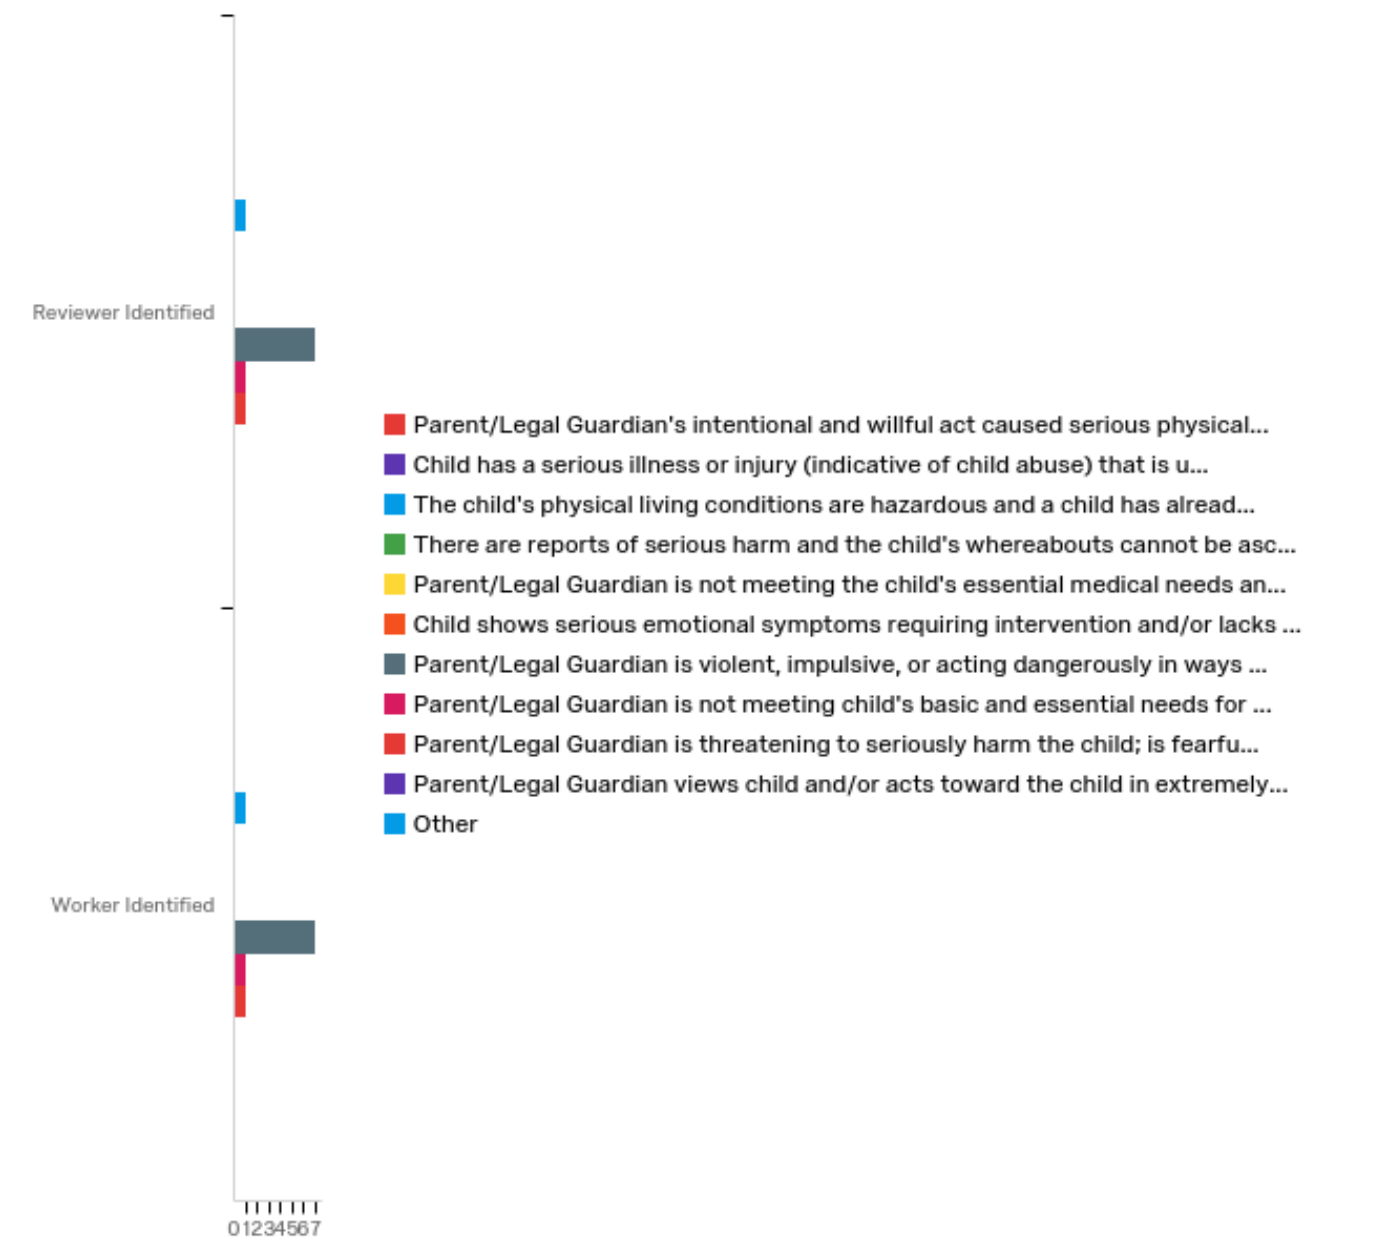 Reviewer Identified
Parent/Legal Guardian's intentional and willful act caused serious physical...
Child has a serious illness or injury (indicative of child abuse) that is u...
The child's physical living conditions are hazardous and a child has alread...
There are reports of serious harm and the child's whereabouts cannot be asc...
Parent/Legal Guardian is not meeting the child's essential medical needs an...
Child shows serious emotional symptoms requiring intervention and/or lacks ...
Parent/Legal Guardian is violent, impulsive, or acting dangerously in ways ...
Parent/Legal Guardian is not meeting child's basic and essential needs for ...
Parent/Legal Guardian is threatening to seriously harm the child; is fearfu...
Parent/Legal Guardian views child and/or acts toward the child in extremely...
Other
Worker Identified
01234567